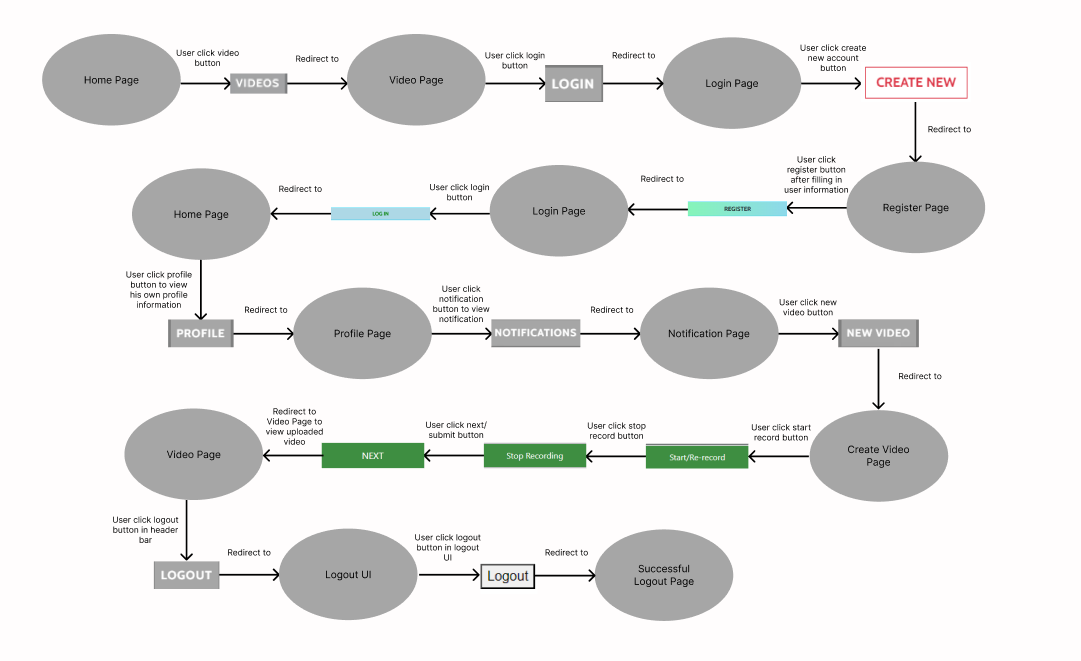 Home Page
User click video
button
VIDEOS
Redirect to
Video Page
User click login
button
LOGIN
Redirect to
Login Page
User click create
new account
button
CREATE NEW
Redirect to
Register Page
User click
register button
after filling in
user information
REGISTER
Redirect to
Login Page
User click login
button
LOG IN
Redirect to
Home Page
User click profile
button to view
his own profile
information
PROFILE
Redirect to
Profile Page
User click
notification
button to view
notification
NOTIFICATIONS
Redirect to
Notification Page
User click new
video button
NEW VIDEO
Redirect to
Create Video
Page
User click start
record button
Start/Re-record
User click stop
record button
Stop Recording
User click next/
submit button
NEXT
Redirect to
Video Page to
view uploaded
video
Video Page
User click logout
button in header
bar
LOGOUT
Redirect to
Logout UI
User click logout
button in logout
UI
Logout
Redirect to
Successful
Logout Page